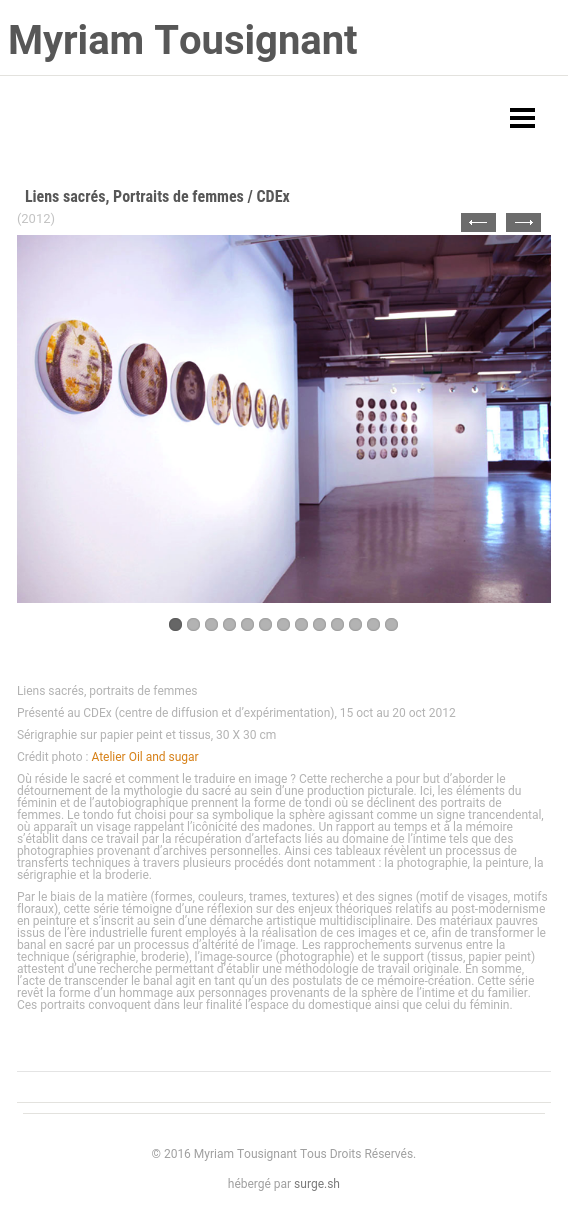 Myriam Tousignant
Liens sacrés, Portraits de femmes / CDEx
(2012)
Liens sacrés, portraits de femmes
Présenté au CDEx (centre de diffusion et d’expérimentation), 15 oct au 20 oct 2012
Sérigraphie sur papier peint et tissus, 30 X 30 cm
Crédit photo : Atelier Oil and sugar
Où réside le sacré et comment le traduire en image ? Cette recherche a pour but d’aborder le
détournement de la mythologie du sacré au sein d’une production picturale. Ici, les éléments du
féminin et de l’autobiographique prennent la forme de tondi où se déclinent des portraits de
femmes. Le tondo fut choisi pour sa symbolique la sphère agissant comme un signe trancendental,
où apparaît un visage rappelant l’icônicité des madones. Un rapport au temps et à la mémoire
s’établit dans ce travail par la récupération d’artefacts liés au domaine de l’intime tels que des
photographies provenant d’archives personnelles. Ainsi ces tableaux révèlent un processus de
transferts techniques à travers plusieurs procédés dont notamment : la photographie, la peinture, la
sérigraphie et la broderie.
Par le biais de la matière (formes, couleurs, trames, textures) et des signes (motif de visages, motifs
floraux), cette série témoigne d’une réflexion sur des enjeux théoriques relatifs au post-modernisme
en peinture et s’inscrit au sein d’une démarche artistique multidisciplinaire. Des matériaux pauvres
issus de l’ère industrielle furent employés à la réalisation de ces images et ce, afin de transformer le
banal en sacré par un processus d’altérité de l’image. Les rapprochements survenus entre la
technique (sérigraphie, broderie), l’image-source (photographie) et le support (tissus, papier peint)
attestent d’une recherche permettant d’établir une méthodologie de travail originale. En somme,
l’acte de transcender le banal agit en tant qu’un des postulats de ce mémoire-création. Cette série
revêt la forme d’un hommage aux personnages provenants de la sphère de l’intime et du familier.
Ces portraits convoquent dans leur finalité l’espace du domestique ainsi que celui du féminin.
© 2016 Myriam Tousignant Tous Droits Réservés.
hébergé par surge.sh